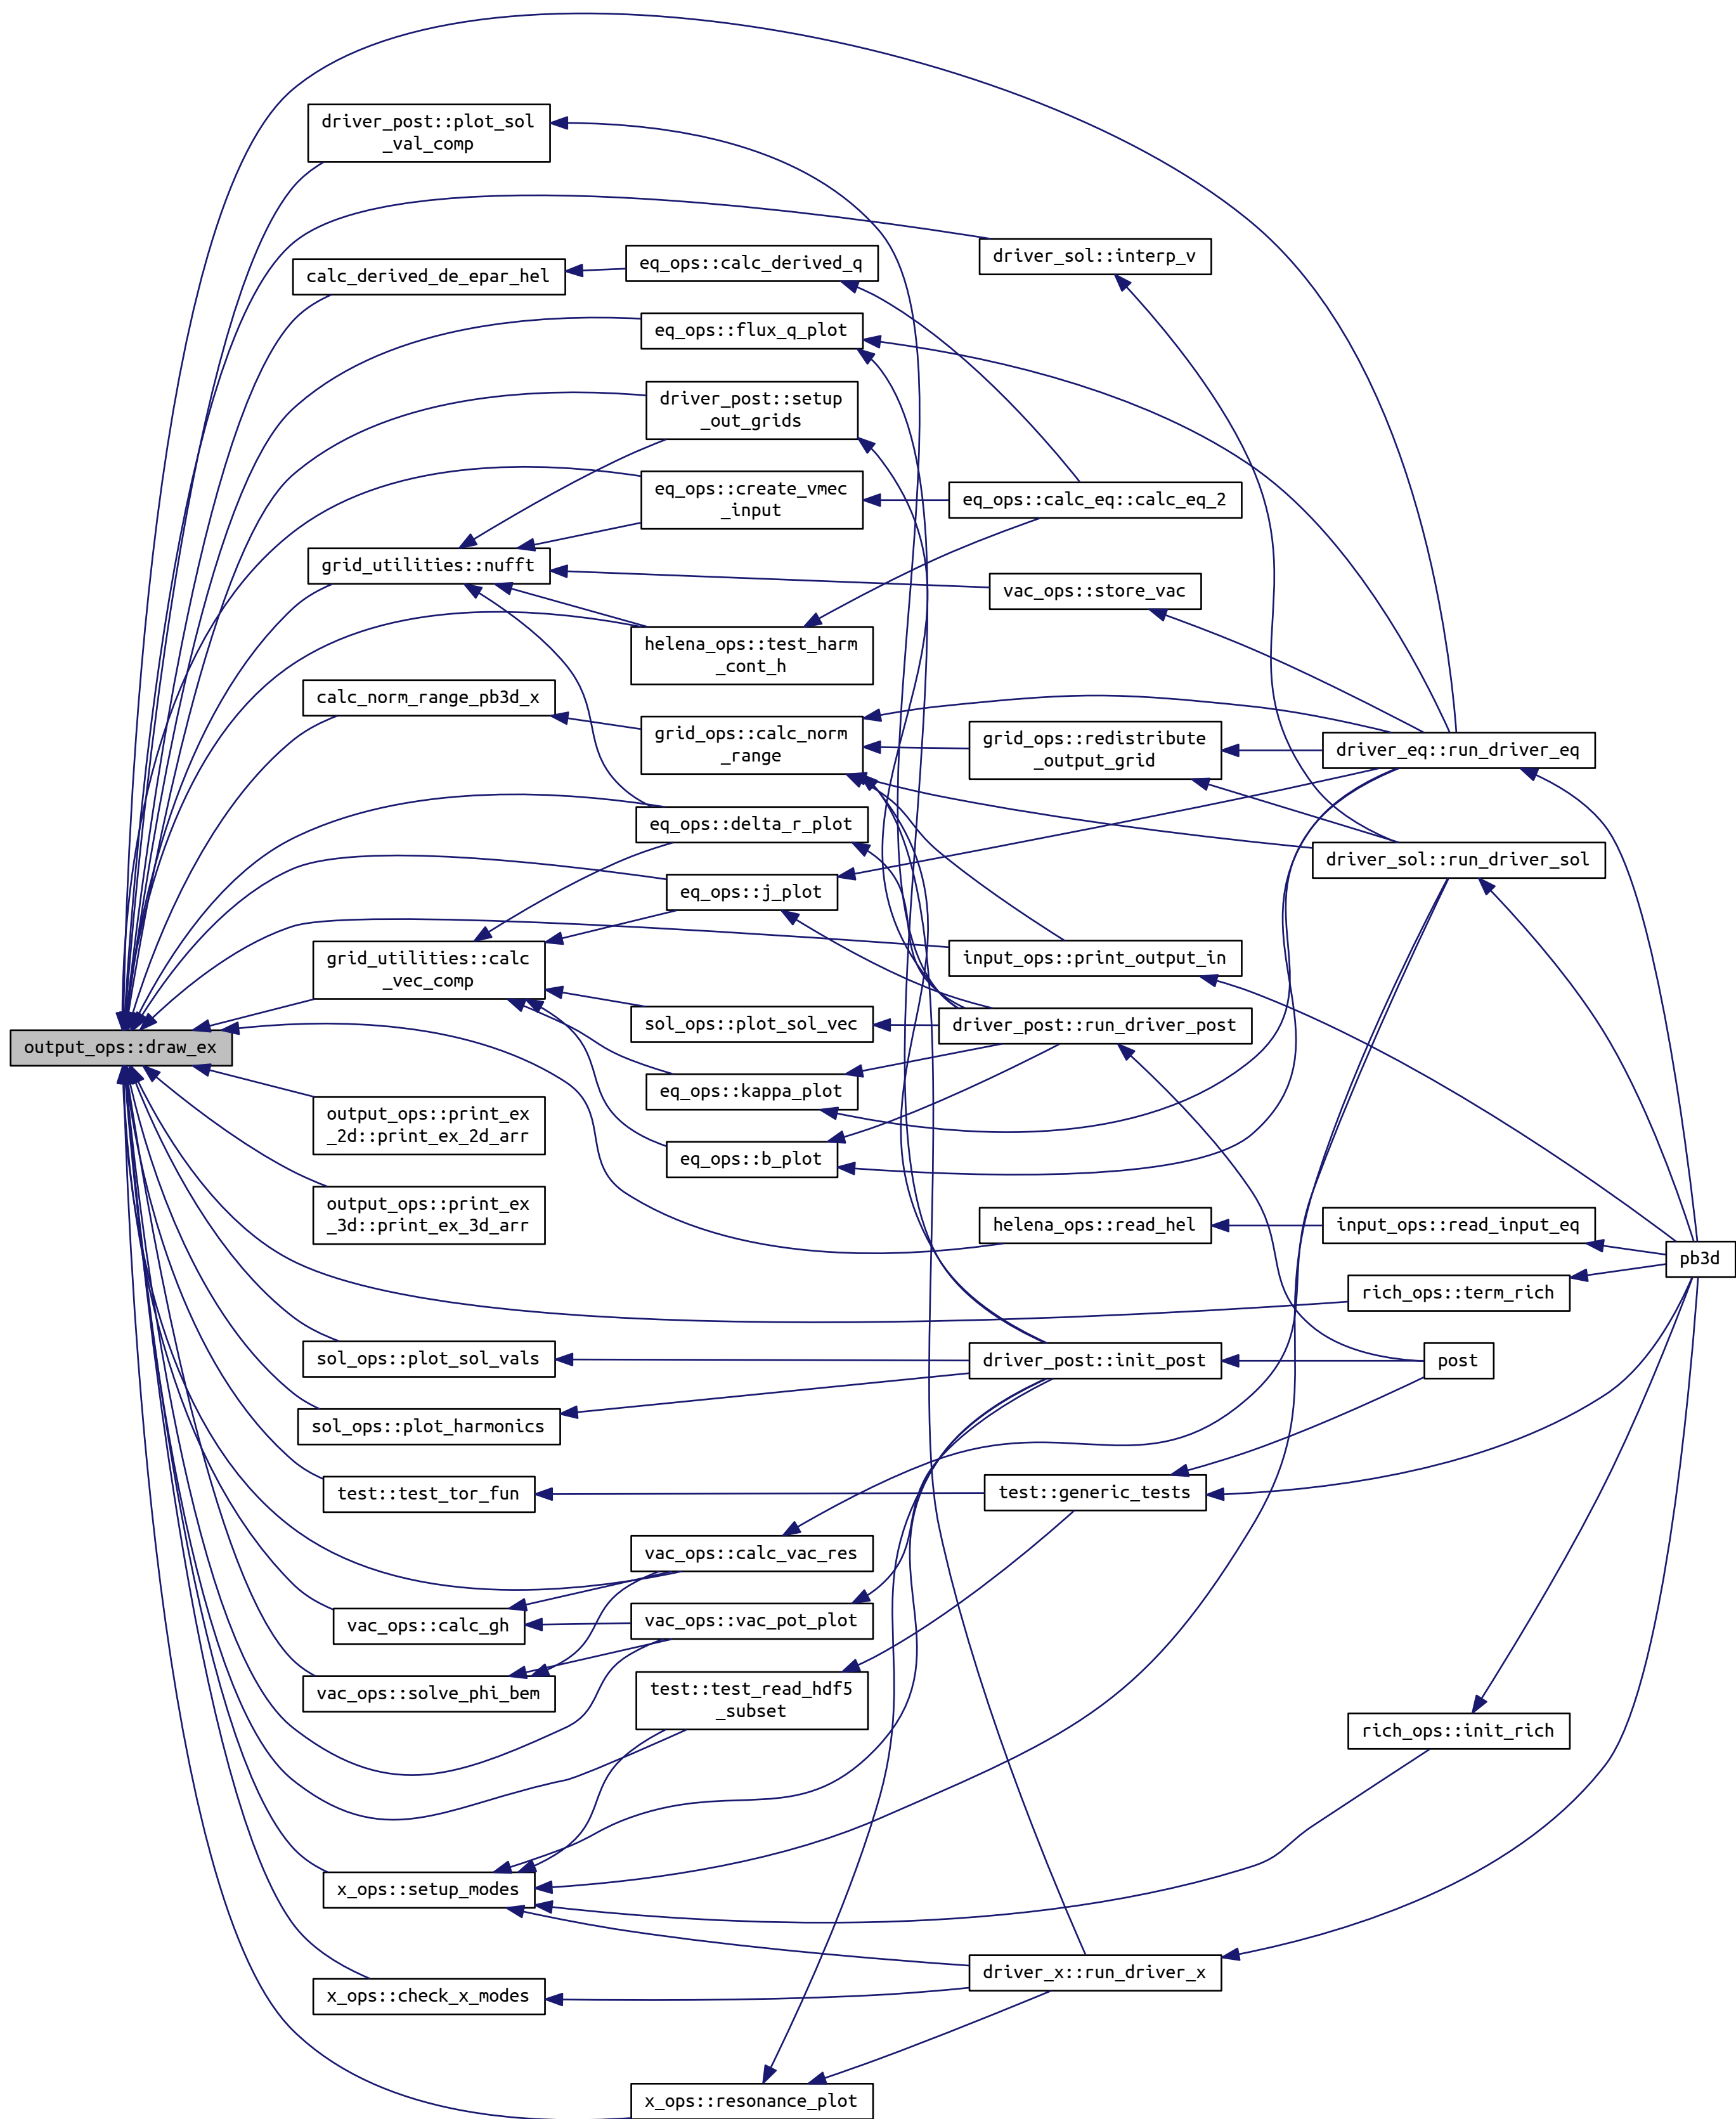 driver_post::plot_sol
_val_comp
driver_sol::interp_v
calc_derived_de_epar_hel
eq_ops::calc_derived_q
eq_ops::flux_q_plot
driver_post::setup
_out_grids
eq_ops::create_vmec
_input
eq_ops::calc_eq::calc_eq_2
grid_utilities::nufft
vac_ops::store_vac
helena_ops::test_harm
_cont_h
calc_norm_range_pb3d_x
grid_ops::calc_norm
_range
grid_ops::redistribute
_output_grid
driver_eq::run_driver_eq
eq_ops::delta_r_plot
driver_sol::run_driver_sol
eq_ops::j_plot
grid_utilities::calc
_vec_comp
input_ops::print_output_in
output_ops::draw_ex
sol_ops::plot_sol_vec
driver_post::run_driver_post
eq_ops::kappa_plot
output_ops::print_ex
_2d::print_ex_2d_arr
eq_ops::b_plot
output_ops::print_ex
_3d::print_ex_3d_arr
helena_ops::read_hel
input_ops::read_input_eq
pb3d
rich_ops::term_rich
sol_ops::plot_sol_vals
driver_post::init_post
post
sol_ops::plot_harmonics
test::test_tor_fun
test::generic_tests
vac_ops::calc_vac_res
vac_ops::calc_gh
vac_ops::vac_pot_plot
vac_ops::solve_phi_bem
test::test_read_hdf5
_subset
rich_ops::init_rich
x_ops::setup_modes
driver_x::run_driver_x
x_ops::check_x_modes
x_ops::resonance_plot